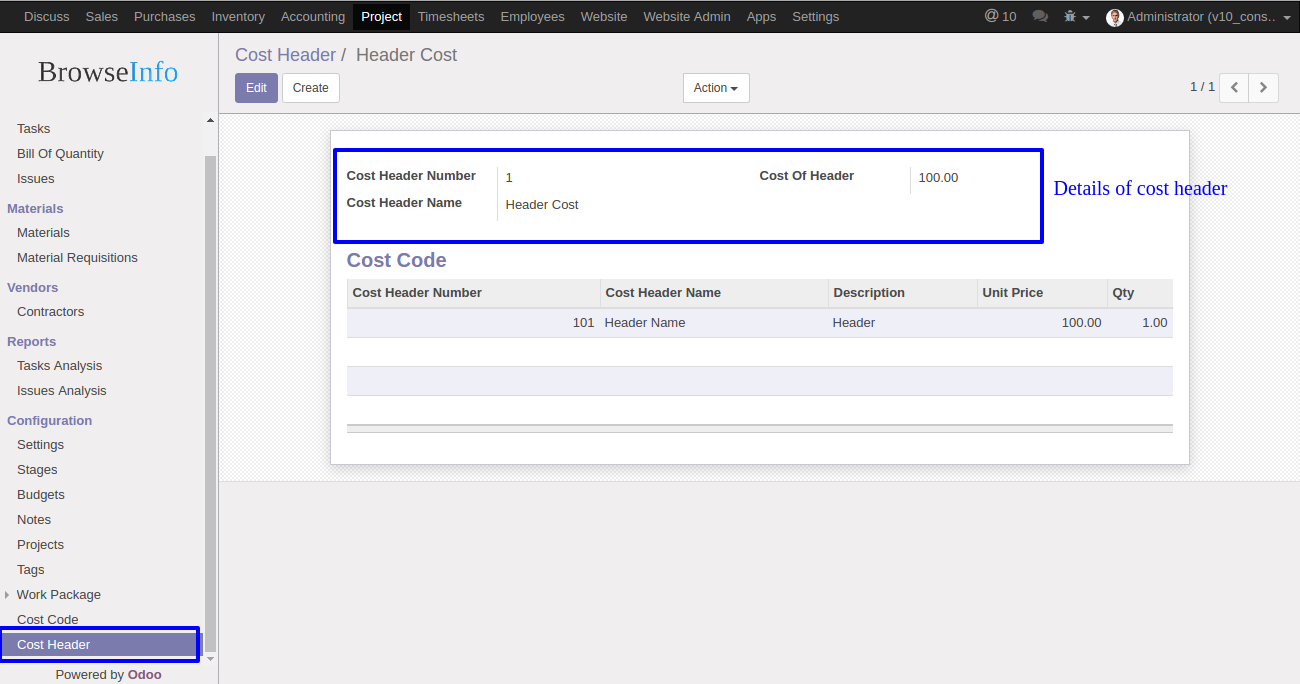 Discuss Sales Purchases Inventory Accounting Project Timesheets Employees Website Website Admin Apps Settings @ 10 Administrator (v10_cons..
BrowseInfo
Tasks
Bill Of Quantity
Issues
Materials
Materials
Material Requisitions
Vendors
Contractors
Reports
Tasks Analysis
Issues Analysis
Configuration
Settings
Stages
Budgets
Notes
Projects
Tags
Work Package
Cost Code
Cost Header
Powered by Odoo
Cost Header / Header Cost
Edit Create Action 1 / 1
Cost Header Number 1 Cost Of Header 100.00
Cost Header Name Header Cost
Details of cost header
Cost Code
Cost Header Number Cost Header Name Description Unit Price Qty
101 Header Name Header 100.00 1.00